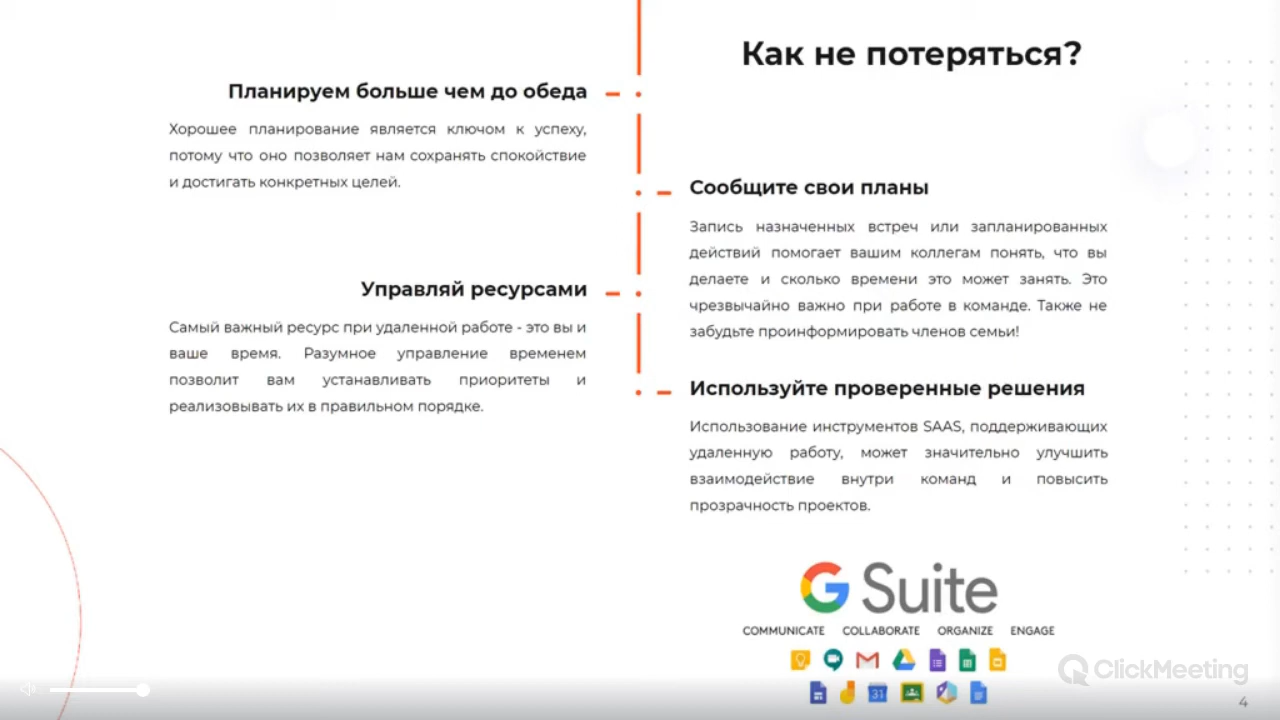 Как не потеряться?
Планируем больше чем до обеда
Хорошее планирование является ключом к успеху,
потому что оно позволяет нам сохранять спокойствие
и достигать конкретных целей.
Сообщите свои планы
Запись назначенных встреч или запланированных
действий помогает вашим коллегам понять, что вы
делаете и сколько времени это может занять. Это
чрезвычайно важно при работе в команде. Также не
забудьте проинформировать членов семьи!
Управляй ресурсами
Самый важный ресурс при удаленной работе - это вы и
ваше время. Разумное управление временем
позволит вам устанавливать приоритеты и
реализовывать их в правильном порядке.
Используйте проверенные решения
Использование инструментов SAAS, поддерживающих
удаленную работу, может значительно улучшить
взаимодействие внутри команд и повысить
прозрачность проектов.
G Suite
COMMUNICATE COLLABORATE ORGANIZE ENGAGE
31
ClickMeeting
4